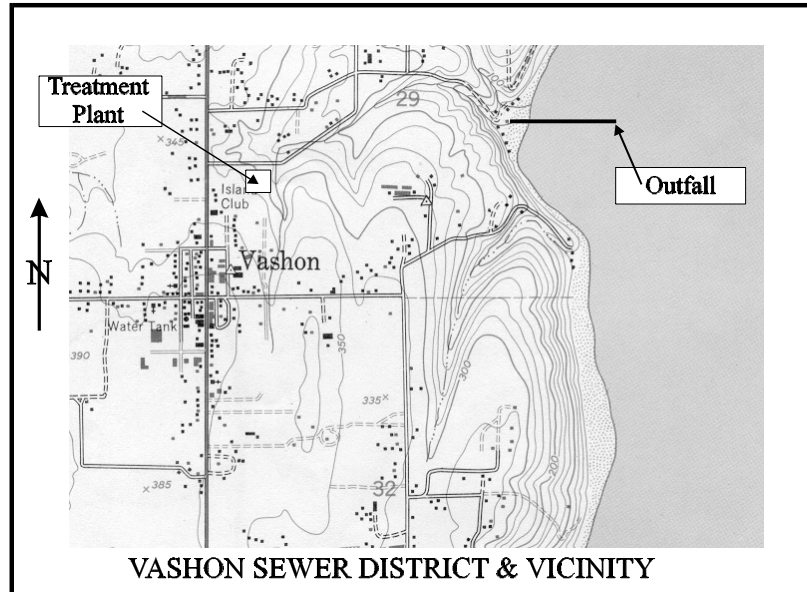 Treatment
Plant
29
100
345
Outfall
Island
Club
N
Vashon
Water Tank
390
350
300
335
385
32
200
VASHON SEWER DISTRICT & VICINITY